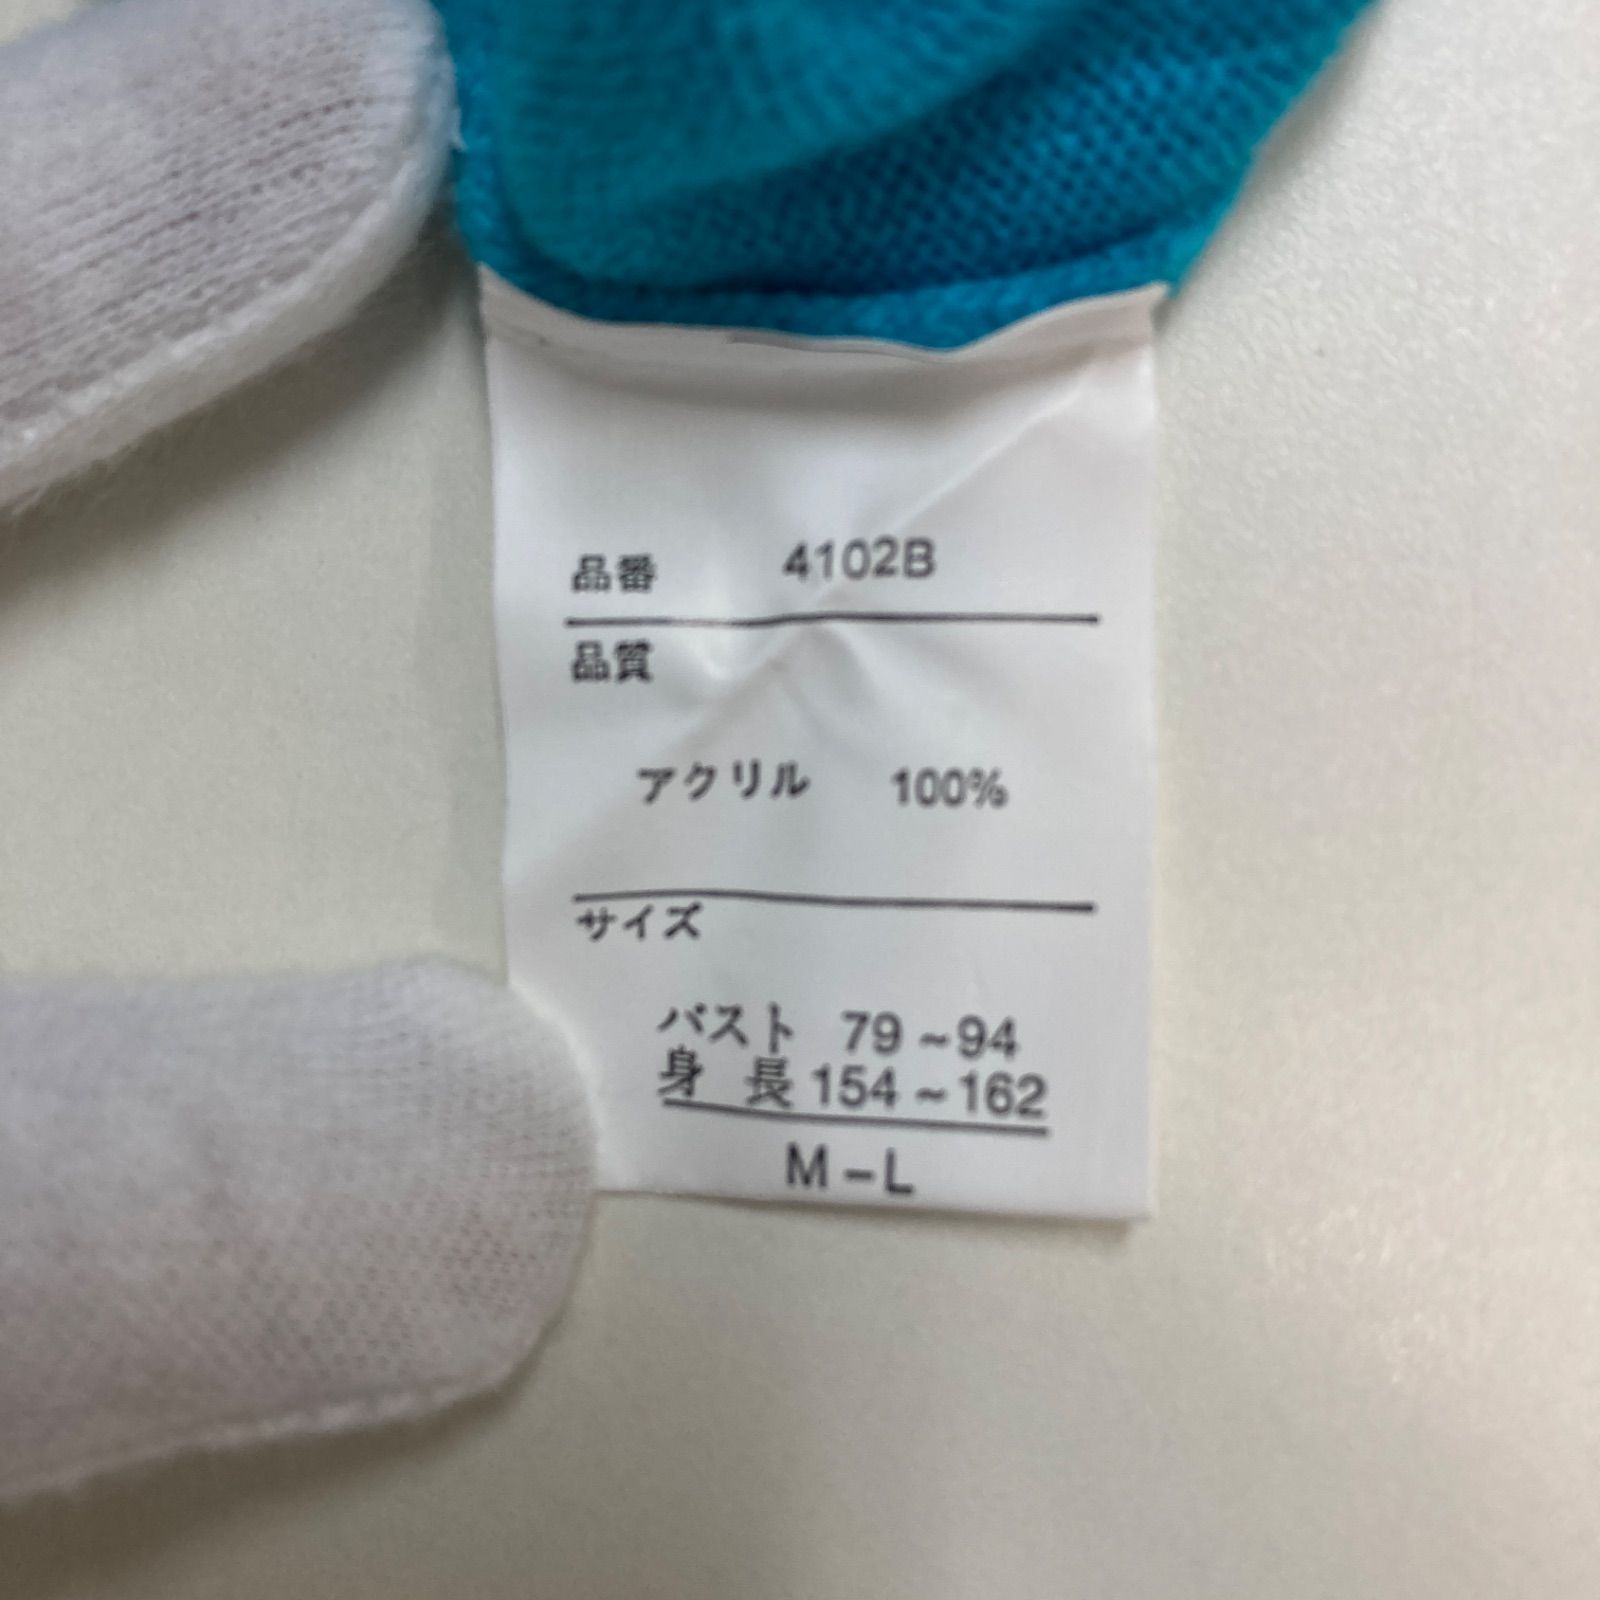 品番 4102B
品質
アクリル 100%
サイズ
バスト 79~94
身長 154~162
M-L